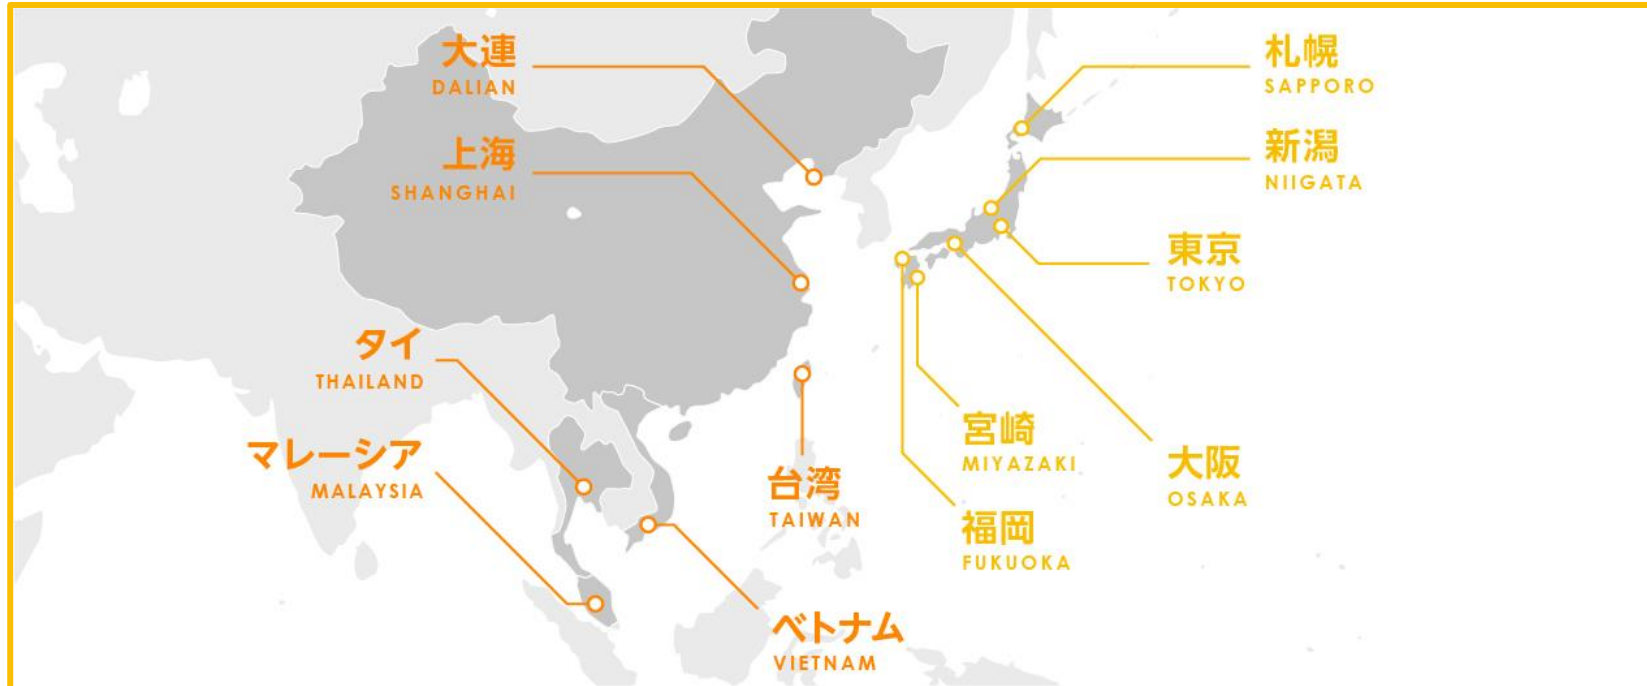 大連
DALIAN
上海
SHANGHAI
タイ
THAILAND
マレーシア
MALAYSIA
台湾
TAIWAN
ベトナム
VIETNAM
札幌
SAPPORO
新潟
NIIGATA
東京
TOKYO
宮崎
MIYAZAKI
大阪
OSAKA
福岡
FUKUOKA